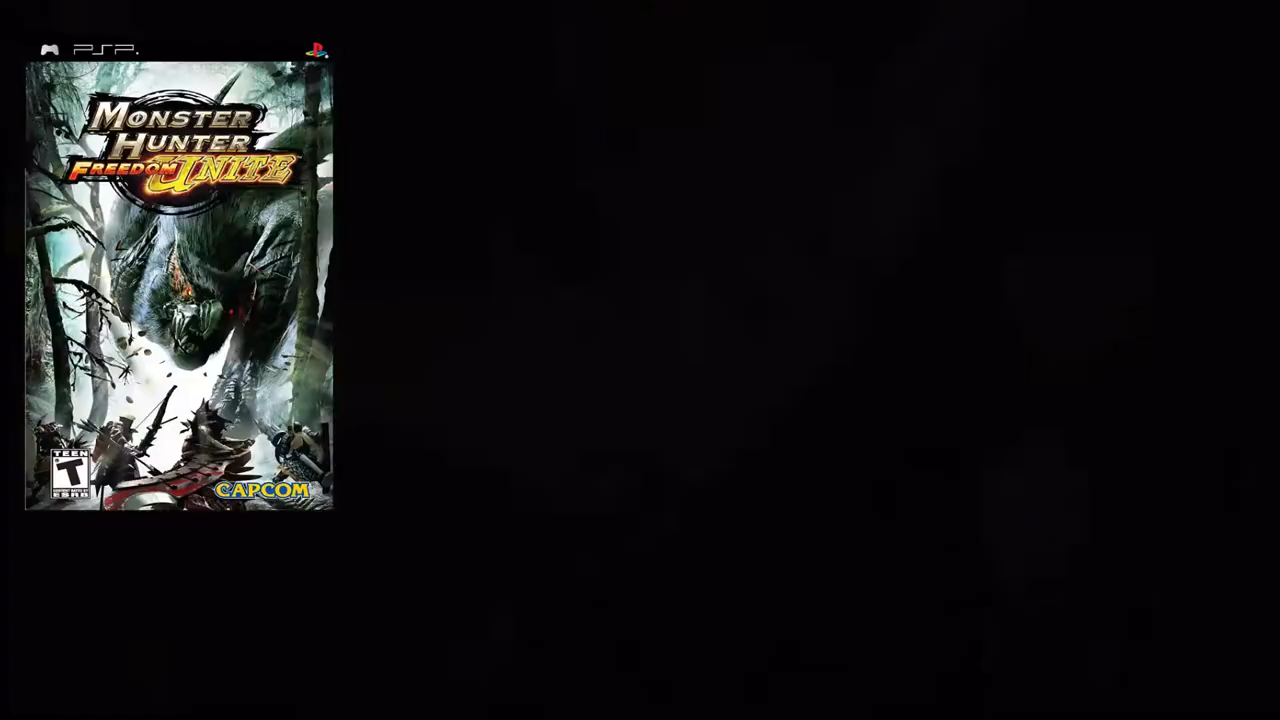 PSP.
MONSTER
HUNTER
FREEDOM UNITE
TEEN
T
ESRB
CAPCOM